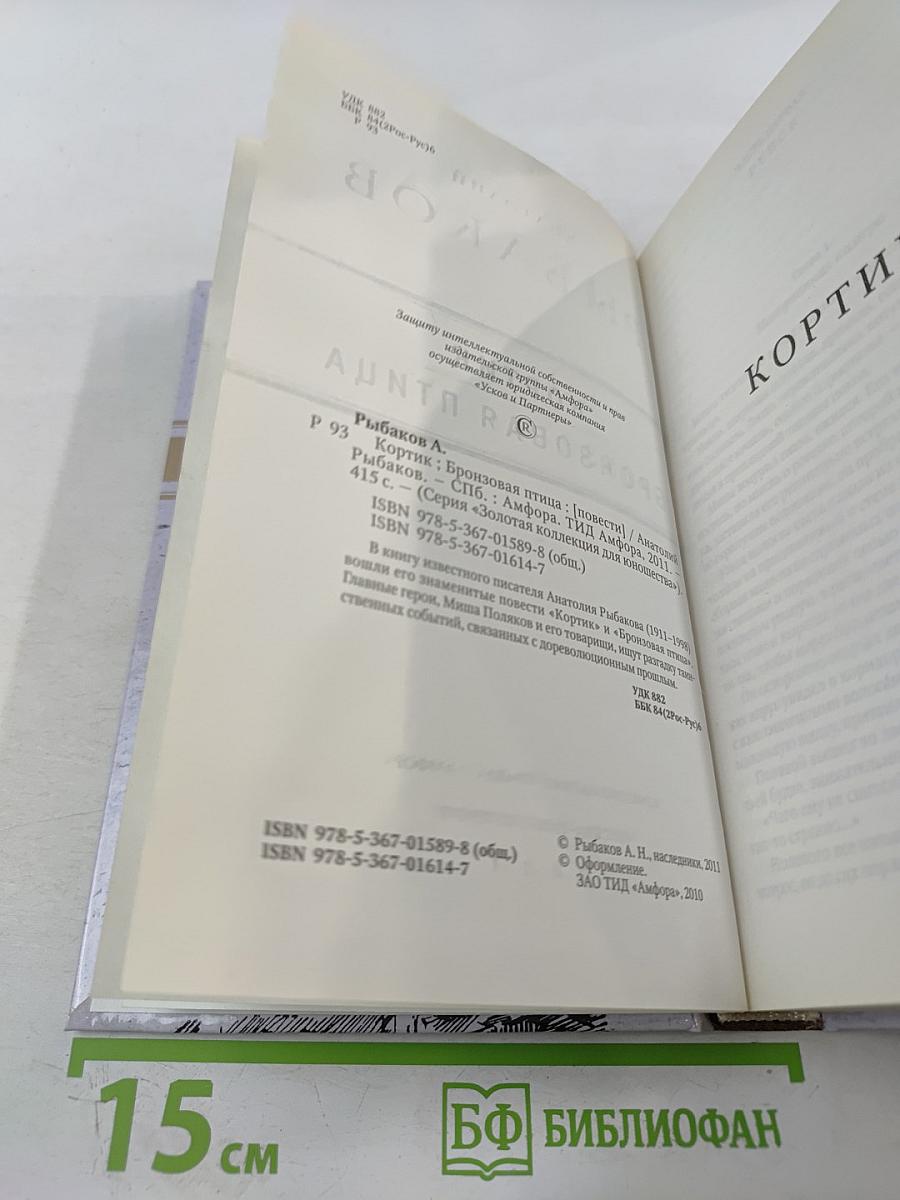 УДК 882
ББК 84(2Рос-Рус)6
Р 93
Защиту интеллектуальной собственности и прав
издательской группы «Амфора»
осуществляет юридическая компания
«Усков и Партнеры»
®
Рыбаков А.
Р 93 Кортик ; Бронзовая птица : [повести] / Анатолий
Рыбаков. — СПб. : Амфора. ТИД Амфора, 2011. —
415 с. — (Серия «Золотая коллекция для юношества»).
ISBN 978-5-367-01589-8 (общ.)
ISBN 978-5-367-01614-7
В книгу известного писателя Анатолия Рыбакова (1911–1998)
вошли его знаменитые повести «Кортик» и «Бронзовая птица».
Главные герои, Миша Поляков и его товарищи, ищут разгадку таин-
ственных событий, связанных с дореволюционным прошлым.
УДК 882
ББК 84(2Рос-Рус)6
ISBN 978-5-367-01589-8 (общ.)
ISBN 978-5-367-01614-7
© Рыбаков А. Н., наследники, 2011
© Оформление.
ЗАО ТИД «Амфора», 2010
КОРТИ
15 см
БФ БИБЛИОФАН